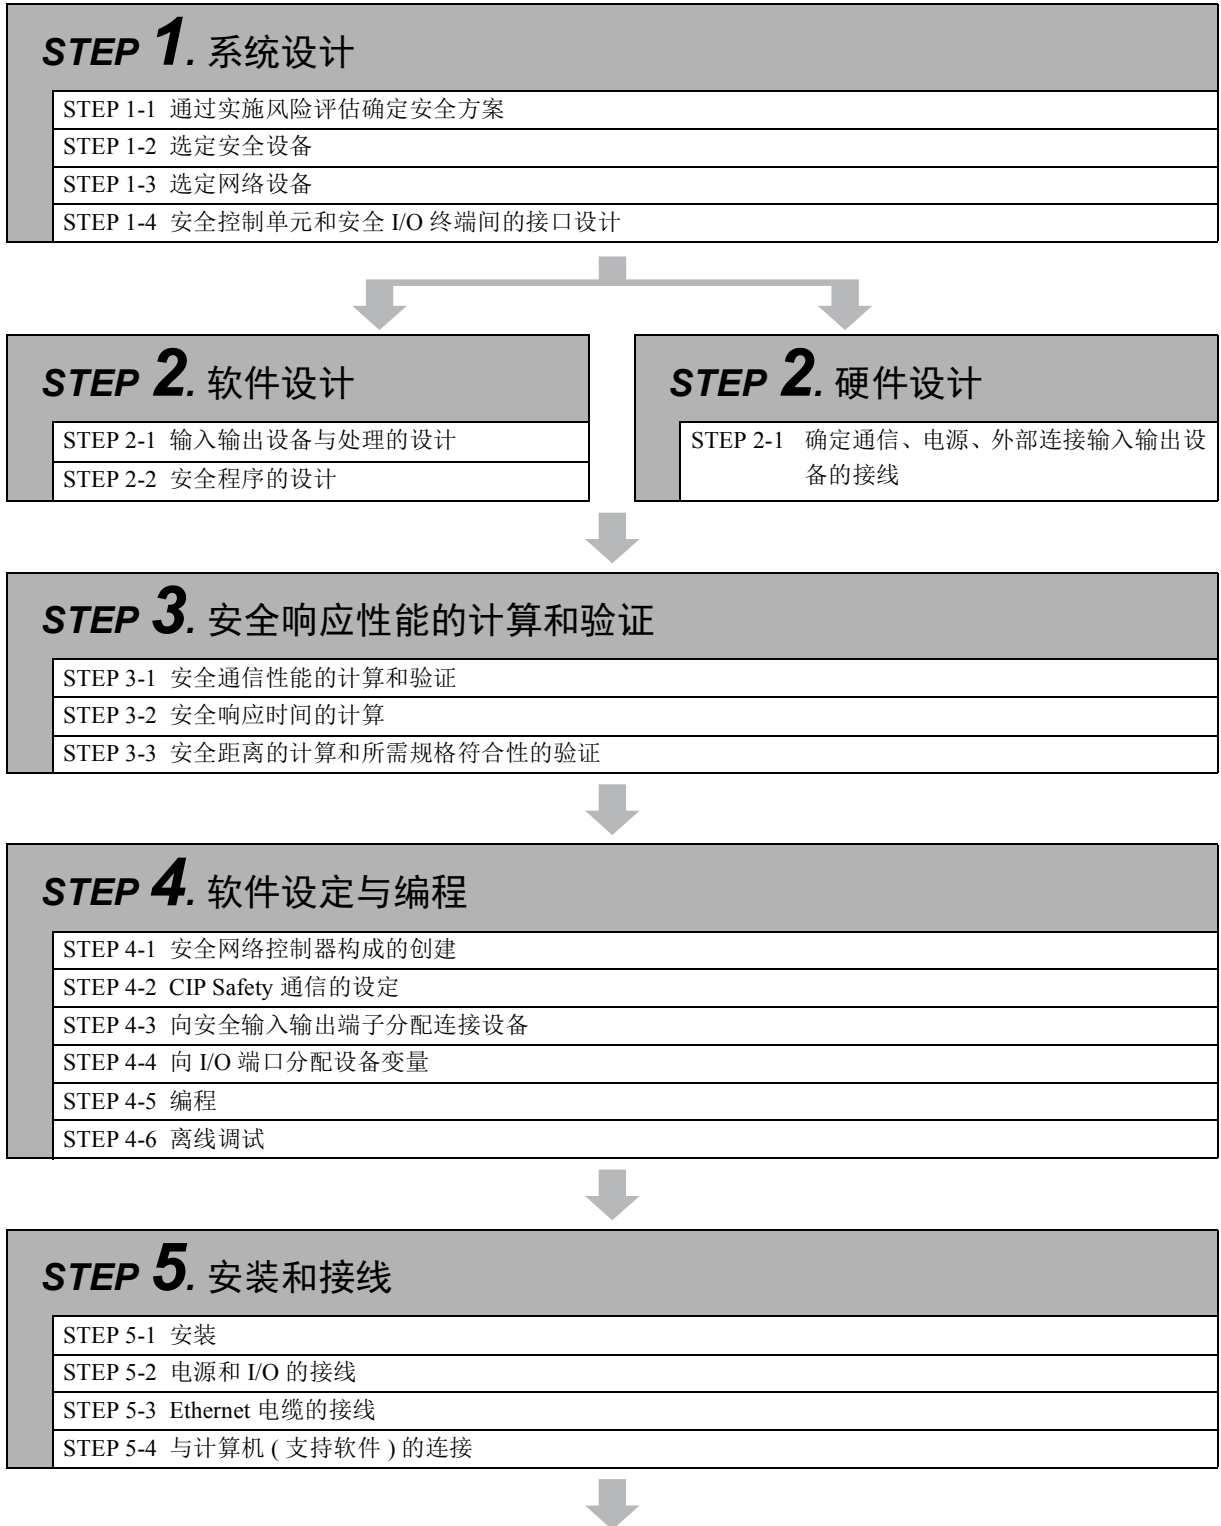 STEP 1. 系统设计
STEP 1-1 通过实施风险评估确定安全方案
STEP 1-2 选定安全设备
STEP 1-3 选定网络设备
STEP 1-4 安全控制单元和安全 I/O 终端间的接口设计
STEP 2. 软件设计
STEP 2-1 输入输出设备与处理的设计
STEP 2-2 安全程序的设计
STEP 2. 硬件设计
STEP 2-1 确定通信、电源、外部连接输入输出设
备的接线
STEP 3. 安全响应性能的计算和验证
STEP 3-1 安全通信性能的计算和验证
STEP 3-2 安全响应时间的计算
STEP 3-3 安全距离的计算和所需规格符合性的验证
STEP 4. 软件设定与编程
STEP 4-1 安全网络控制器构成的创建
STEP 4-2 CIP Safety 通信的设定
STEP 4-3 向安全输入输出端子分配连接设备
STEP 4-4 向 I/O 端口分配设备变量
STEP 4-5 编程
STEP 4-6 离线调试
STEP 5. 安装和接线
STEP 5-1 安装
STEP 5-2 电源和 I/O 的接线
STEP 5-3 Ethernet 电缆的接线
STEP 5-4 与计算机 ( 支持软件 ) 的连接